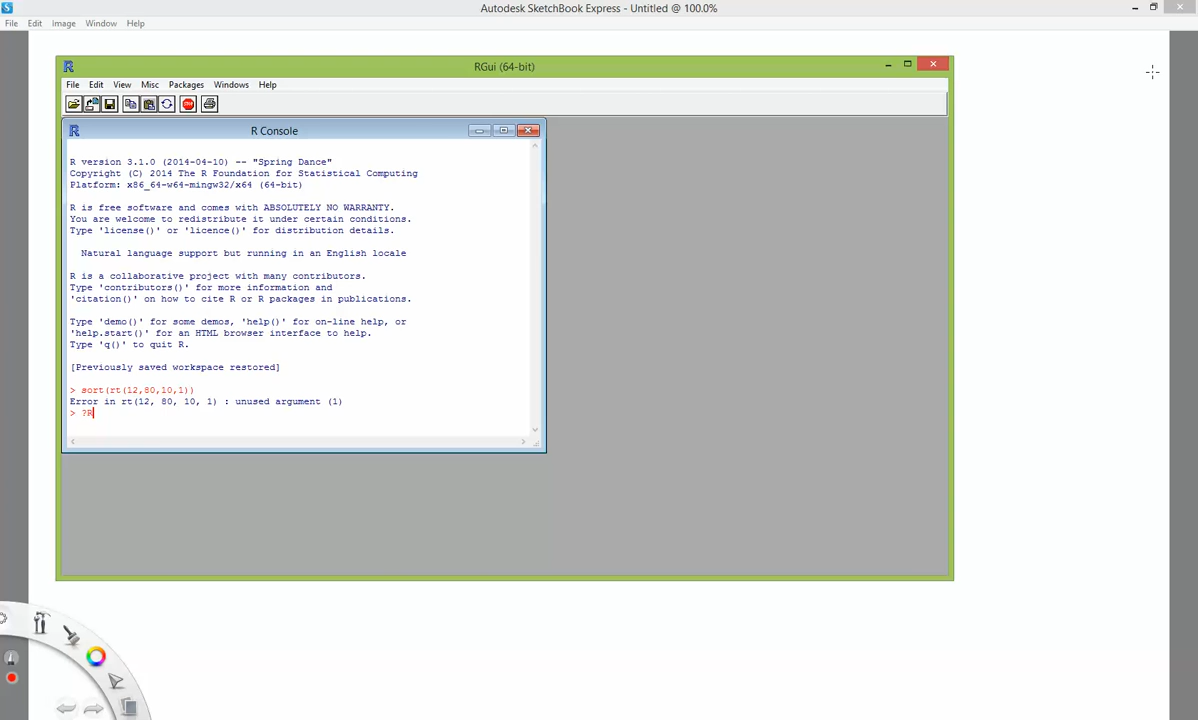 Autodesk SketchBook Express - Untitled @ 100.0%
File Edit Image Window Help
RGui (64-bit)
File Edit View Misc Packages Windows Help
STOP
R Console
R version 3.1.0 (2014-04-10) -- "Spring Dance"
Copyright (C) 2014 The R Foundation for Statistical Computing
Platform: x86_64-w64-mingw32/x64 (64-bit)
R is free software and comes with ABSOLUTELY NO WARRANTY.
You are welcome to redistribute it under certain conditions.
Type 'license()' or 'licence()' for distribution details.
Natural language support but running in an English locale
R is a collaborative project with many contributors.
Type 'contributors()' for more information and
'citation()' on how to cite R or R packages in publications.
Type 'demo()' for some demos, 'help()' for on-line help, or
'help.start()' for an HTML browser interface to help.
Type 'q()' to quit R.
[Previously saved workspace restored]
> sort(rt(12,80,10,1))
Error in rt(12, 80, 10, 1) : unused argument (1)
> ?R